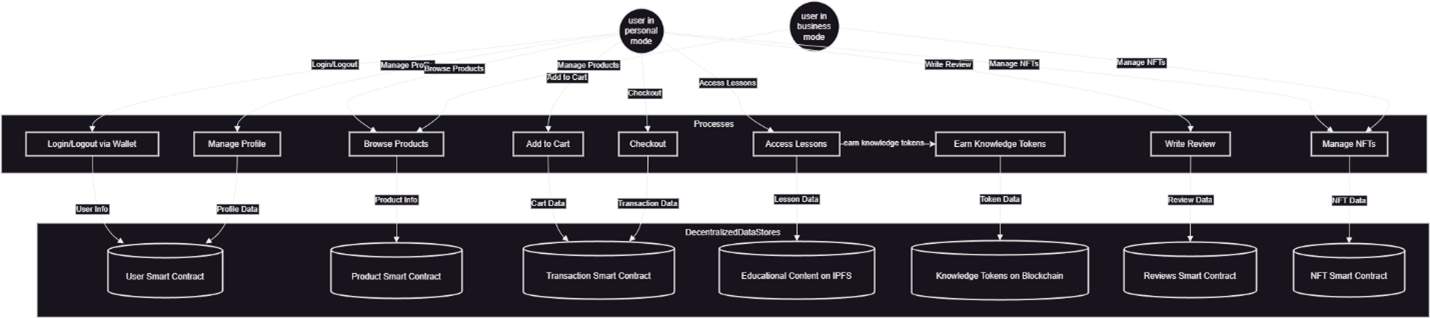 user in
personal
mode
user in
business
mode
Login/Logout
Manage Prof
Browse Products
Manage Products
Add to Cart
Checkout
Access Lessons
Write Review
Manage NFTs
Manage NFTs
Processes
Login/Logout via Wallet
Manage Profile
Browse Products
Add to Cart
Checkout
Access Lessons
earn knowledge tokens
Earn Knowledge Tokens
Write Review
Manage NFTs
User Info
Profile Data
Product Info
Cart Data
Transaction Data
Lesson Data
Token Data
Review Data
NFT Data
DecentralizedDataStores
User Smart Contract
Product Smart Contract
Transaction Smart Contract
Educational Content on IPFS
Knowledge Tokens on Blockchain
Reviews Smart Contract
NFT Smart Contract